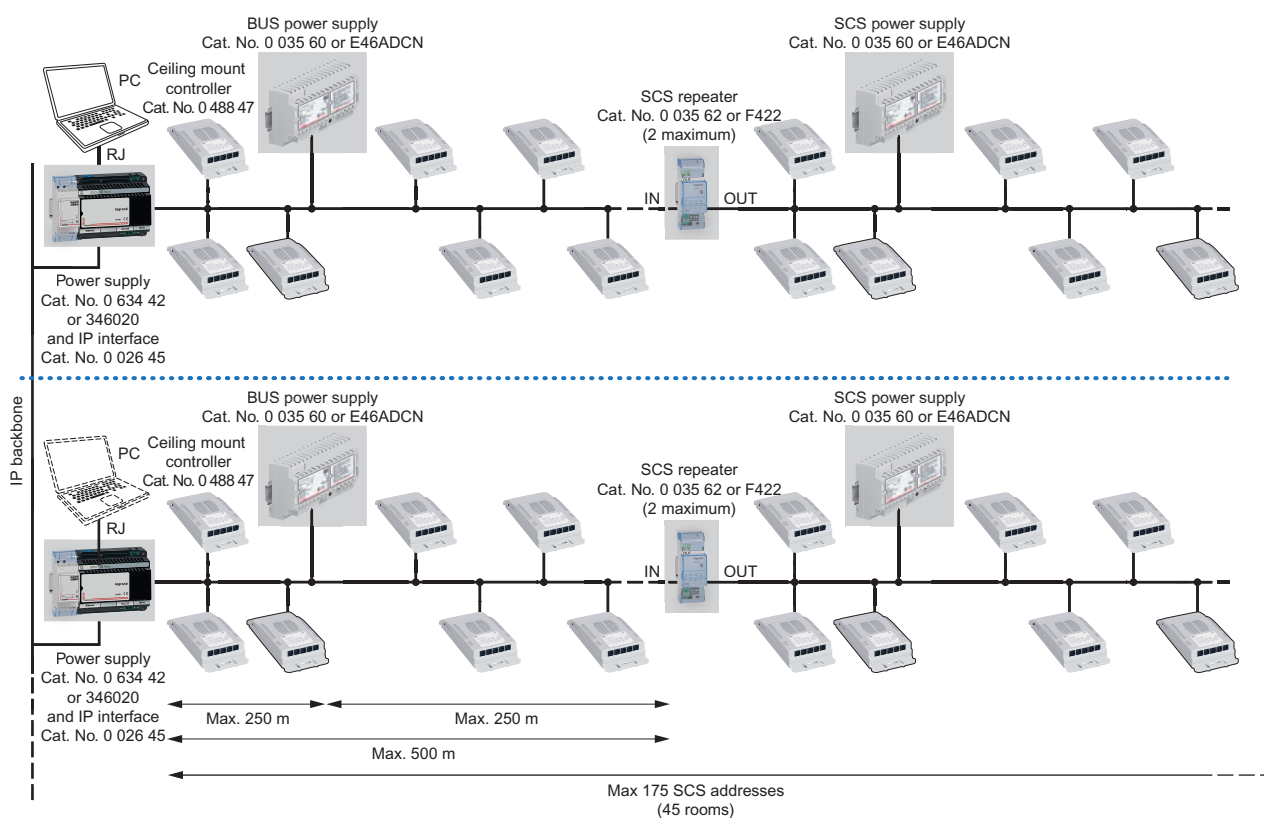 BUS power supply
Cat. No. 0 035 60 or E46ADCN
SCS power supply
Cat. No. 0 035 60 or E46ADCN
PC
Ceiling mount
controller
Cat. No. 0 488 47
SCS repeater
Cat. No. 0 035 62 or F422
(2 maximum)
RJ
IN
OUT
Power supply
Cat. No. 0 634 42
or 346020
and IP interface
Cat. No. 0 026 45
IP backbone
BUS power supply
Cat. No. 0 035 60 or E46ADCN
SCS power supply
Cat. No. 0 035 60 or E46ADCN
PC
Ceiling mount
controller
Cat. No. 0 488 47
SCS repeater
Cat. No. 0 035 62 or F422
(2 maximum)
RJ
IN
OUT
Power supply
Cat. No. 0 634 42
or 346020
and IP interface
Cat. No. 0 026 45
Max. 250 m
Max. 250 m
Max. 500 m
Max 175 SCS addresses
(45 rooms)